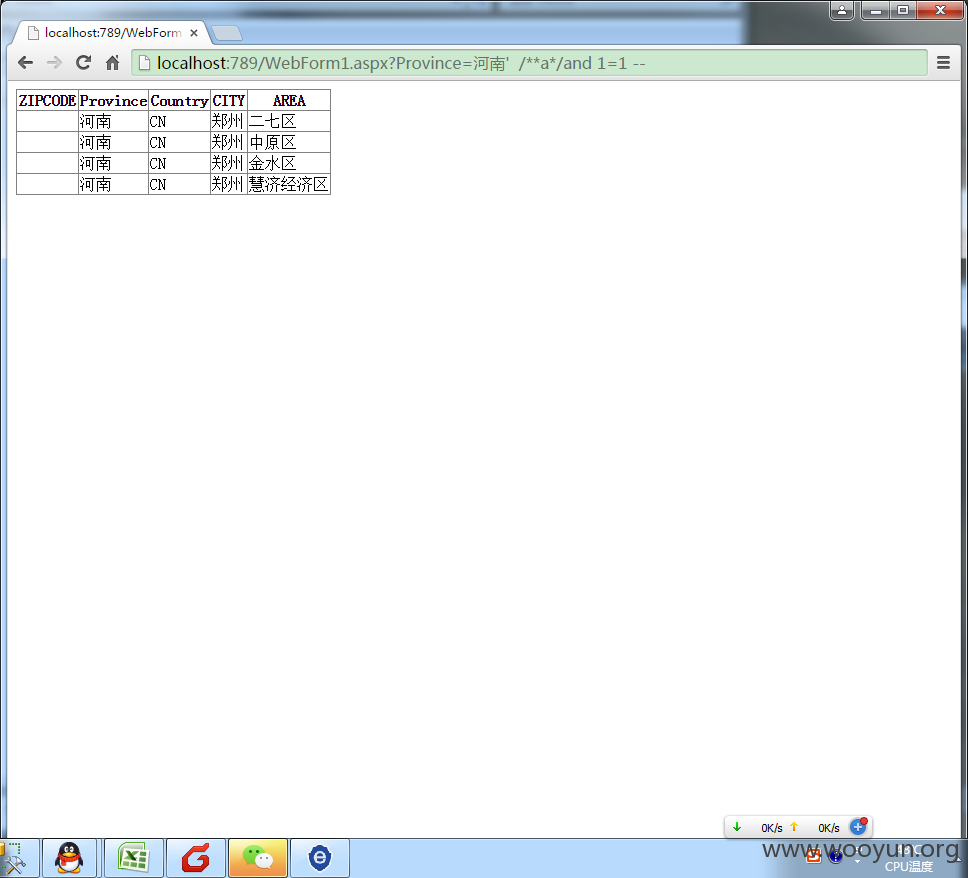 localhost:789/WebForm
localhost:789/WebForm1.aspx?Province=河南'  /**a*/and 1=1 --
ZIPCODE Province Country CITY AREA
河南 CN 郑州 二七区
河南 CN 郑州 中原区
河南 CN 郑州 金水区
河南 CN 郑州 慧济经济区
0K/s 0K/s
www.wooyun.org
CPU温度